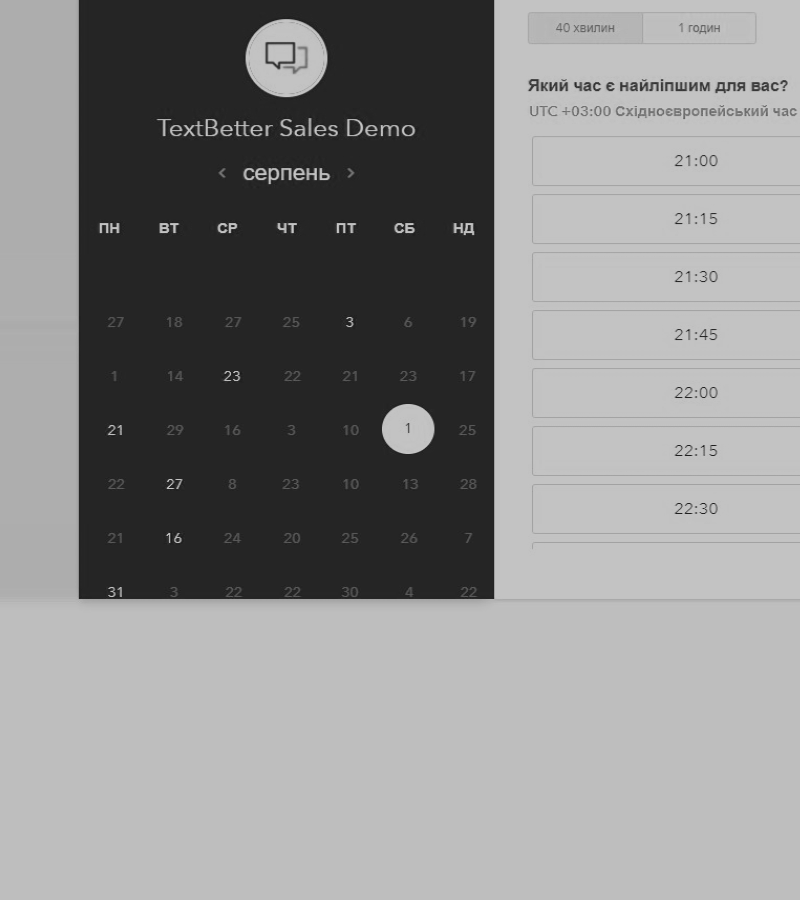 TextBetter Sales Demo
серпень
ПН ВТ СР ЧТ ПТ СБ НД
27 18 27 25 3 6 19
1 14 23 22 21 23 17
21 29 16 3 10 1 25
22 27 8 23 10 13 28
21 16 24 20 25 26 7
31 3 22 22 30 4 22
40 хвилин 1 годин
Який час є найліпшим для вас?
UTC +03:00 Східноєвропейський час
21:00
21:15
21:30
21:45
22:00
22:15
22:30